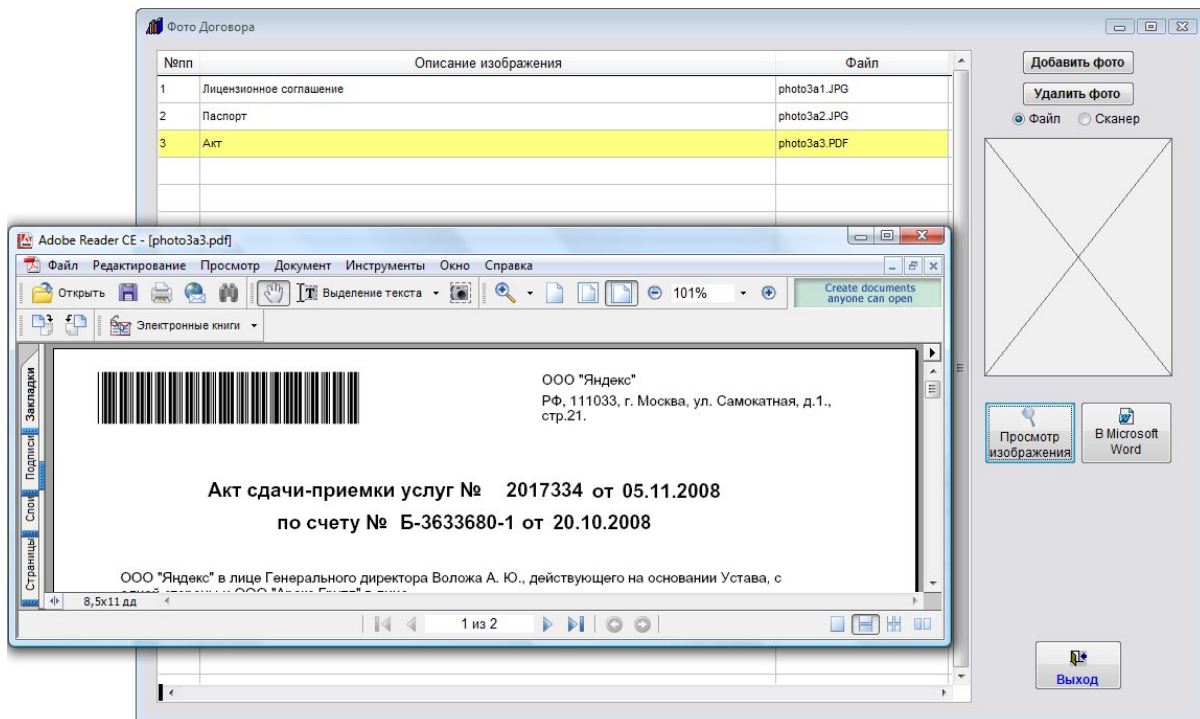 Фото Договора
№пп Описание изображения Файл
1 Лицензионное соглашение photo3a1.JPG
2 Паспорт photo3a2.JPG
3 Акт photo3a3.PDF
Добавить фото
Удалить фото
Файл Сканер
Просмотр изображения
В Microsoft Word
Выход
Adobe Reader CE - [photo3a3.pdf]
Файл Редактирование Просмотр Документ Инструменты Окно Справка
Открыть Выделение текста 101% Create documents
anyone can open
Электронные книги
Закладки
Подписи
Слои
Страницы
ООО "Яндекс"
РФ, 111033, г. Москва, ул. Самокатная, д.1.,
стр.21.
Акт сдачи-приемки услуг № 2017334 от 05.11.2008
по счету № Б-3633680-1 от 20.10.2008
ООО "Яндекс" в лице Генерального директора Воложа А. Ю., действующего на основании Устава, с
8,5x11 дд
1 из 2